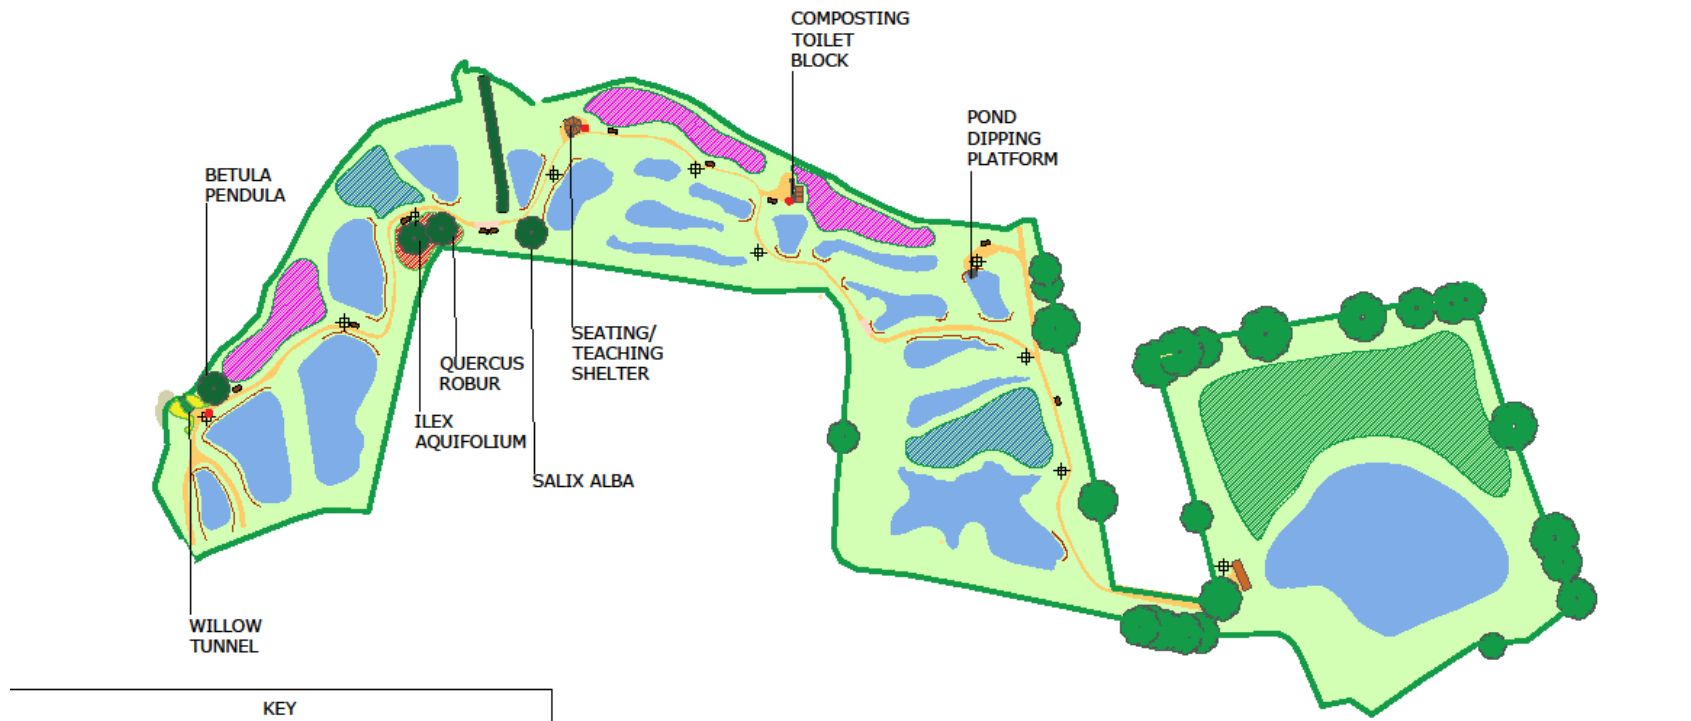 COMPOSTING
TOILET
BLOCK
POND
DIPPING
PLATFORM
BETULA
PENDULA
SEATING/
TEACHING
SHELTER
QUERCUS
ROBUR
ILEX
AQUIFOLIUM
SALIX ALBA
WILLOW
TUNNEL
KEY